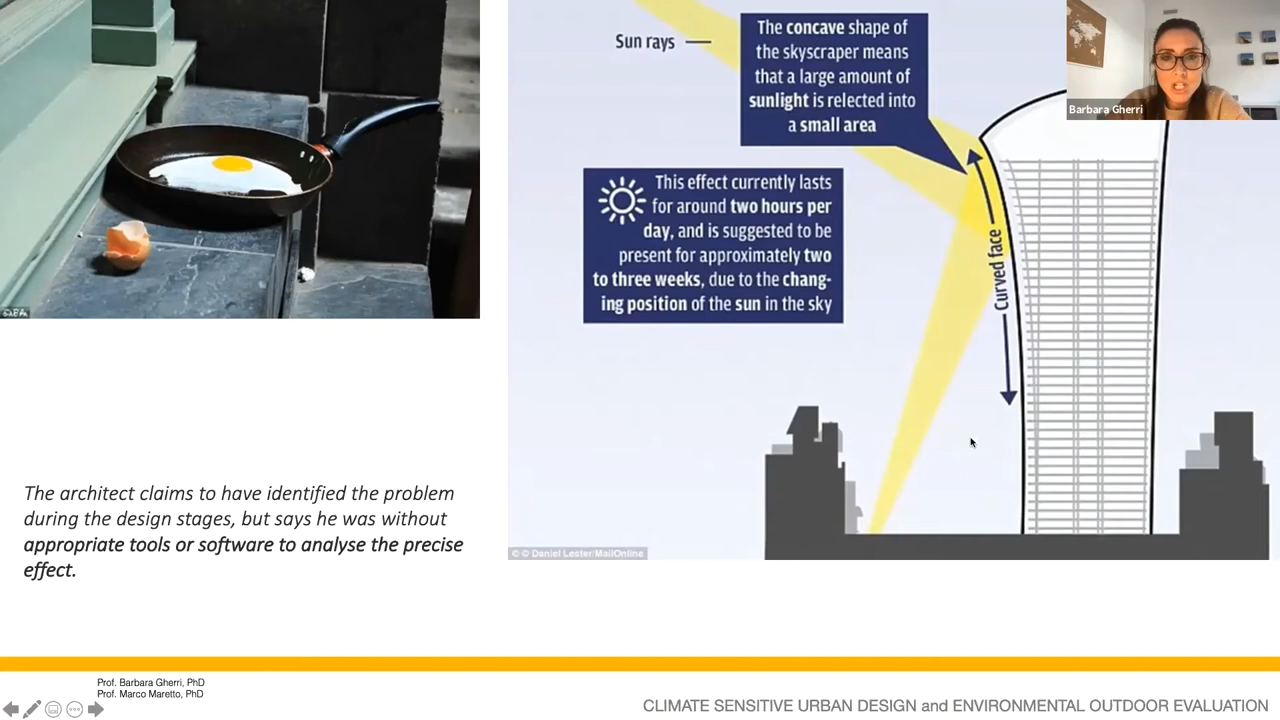 Sun rays
The concave shape of
the skyscraper means
that a large amount of
sunlight is relected into
a small area
Barbara Gherri
This effect currently lasts
for around two hours per
day, and is suggested to be
present for approximately two
to three weeks, due to the chang-
ing position of the sun in the sky
Curved face
The architect claims to have identified the problem
during the design stages, but says he was without
appropriate tools or software to analyse the precise
effect.
© © Daniel Lester/MailOnline
Prof. Barbara Gherri, PhD
Prof. Marco Maretto, PhD
CLIMATE SENSITIVE URBAN DESIGN and ENVIRONMENTAL OUTDOOR EVALUATION